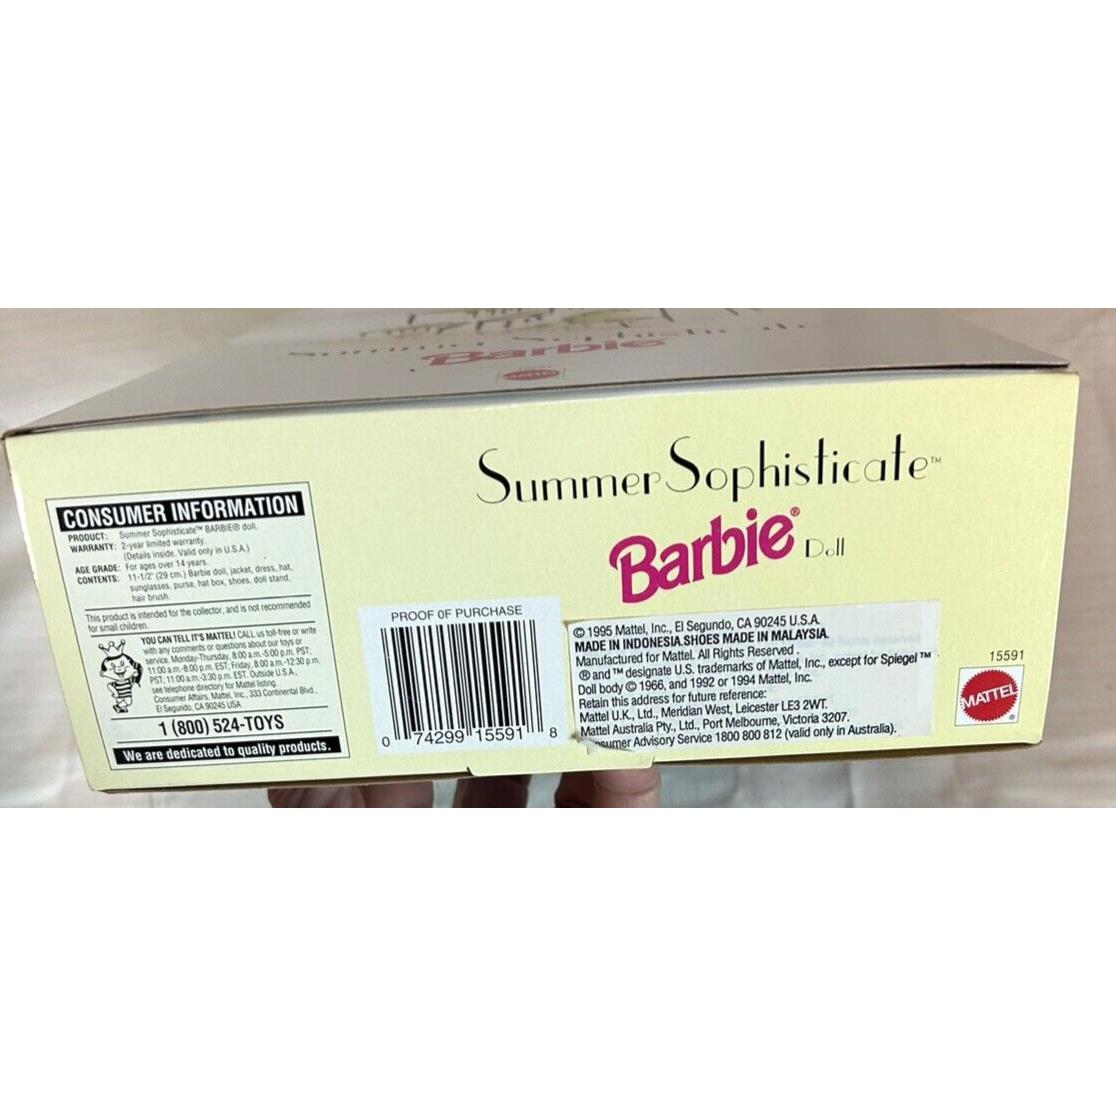 Summer Sophisticate
Barbie
MATTEL
Summer Sophisticate™
Barbie®
Doll
CONSUMER INFORMATION
PRODUCT: Summer Sophisticate™ BARBIE® doll.
WARRANTY: 2-year limited warranty.
(Details inside. Valid only in U.S.A.)
AGE GRADE: For ages over 14 years.
CONTENTS: 11-1/2" (29 cm.) Barbie doll, jacket, dress, hat,
sunglasses, purse, hat box, shoes, doll stand,
hair brush.
This product is intended for the collector, and is not recommended
for small children.
YOU CAN TELL IT'S MATTEL! CALL us toll-free or write
with any comments or questions about our toys or
service. Monday-Thursday, 8:00 a.m.-5:00 p.m. PST;
11:00 a.m.-8:00 p.m. EST; Friday, 8:00 a.m.-12:30 p.m.
PST; 11:00 a.m.-3:30 p.m. EST. Outside U.S.A.,
see telephone directory for Mattel listing.
Consumer Affairs, Mattel, Inc., 333 Continental Blvd.,
El Segundo, CA 90245 USA
1 (800) 524-TOYS
We are dedicated to quality products.
PROOF OF PURCHASE
0 74299 15591 8
© 1995 Mattel, Inc., El Segundo, CA 90245 U.S.A.
MADE IN INDONESIA.SHOES MADE IN MALAYSIA.
Manufactured for Mattel. All Rights Reserved .
® and ™ designate U.S. trademarks of Mattel, Inc., except for Spiegel ™
Doll body © 1966, and 1992 or 1994 Mattel, Inc.
Retain this address for future reference:
Mattel U.K., Ltd., Meridian West, Leicester LE3 2WT.
Mattel Australia Pty., Ltd., Port Melbourne, Victoria 3207.
sumer Advisory Service 1800 800 812 (valid only in Australia).
15591
MATTEL®